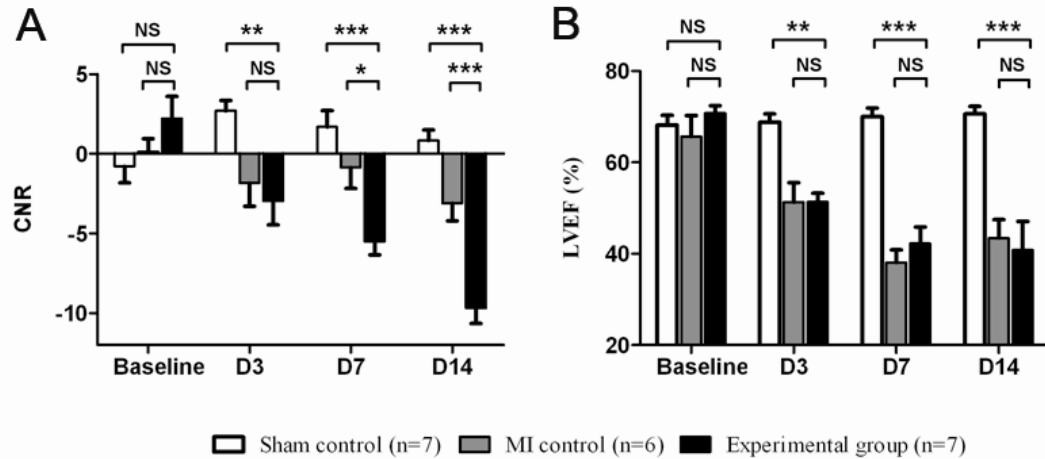 A
NS ** *** ***
NS NS * ***
5
0
-5
-10
CNR
Baseline D3 D7 D14
B
NS ** *** ***
NS NS NS NS
80
60
40
20
LVEF (%)
Baseline D3 D7 D14
Sham control (n=7) MI control (n=6) Experimental group (n=7)